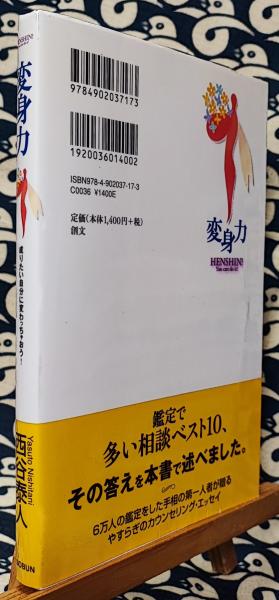 変身力
成りたい自分に変わっちゃおう!
Yasuto Nishitani
西谷泰人
SOBUN
9784902037173
1920036014002
ISBN978-4-902037-17-3
C0036 ¥1400E
定価(本体1,400円+税)
創文
変身力
HENSHIN!
You can do it!
鑑定で
多い相談ベスト10、
その答えを本書で述べました。
6万人の鑑定をした手相の第一人者が贈る
やすらぎのカウンセリング・エッセイ